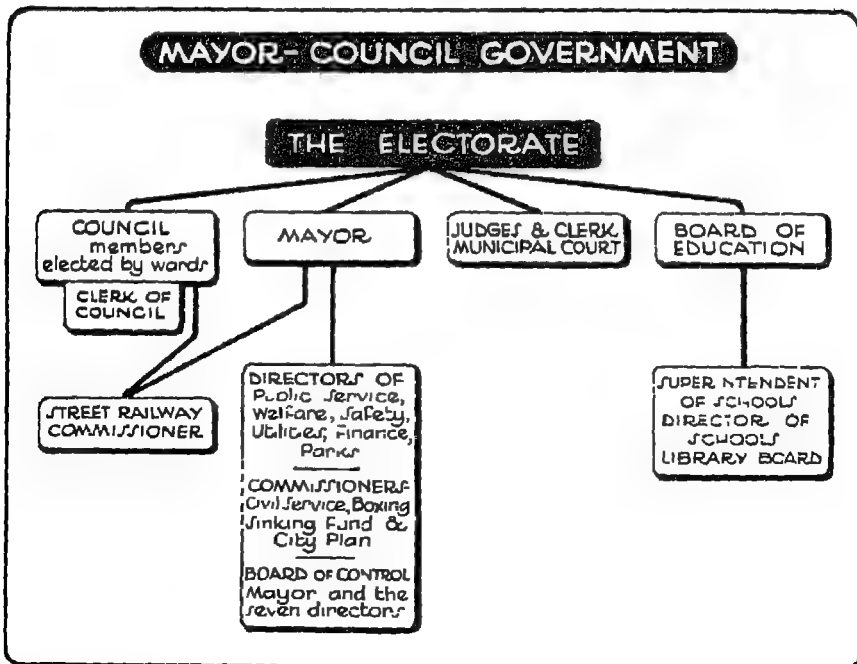 MAYOR-COUNCIL GOVERNMENT
THE ELECTORATE
COUNCIL
members
elected by wards
CLERK OF
COUNCIL
MAYOR
JUDGES & CLERK
MUNICIPAL COURT
BOARD OF
EDUCATION
STREET RAILWAY
COMMISSIONER
DIRECTORS OF
Public Service,
Welfare, Safety,
Utilities, Finance,
Parks
COMMISSIONERS
Civil Service, Boxing
Sinking Fund &
City Plan
BOARD OF CONTROL
Mayor and the
seven directors
SUPERINTENDENT
OF SCHOOLS
DIRECTOR OF
SCHOOLS
LIBRARY BOARD